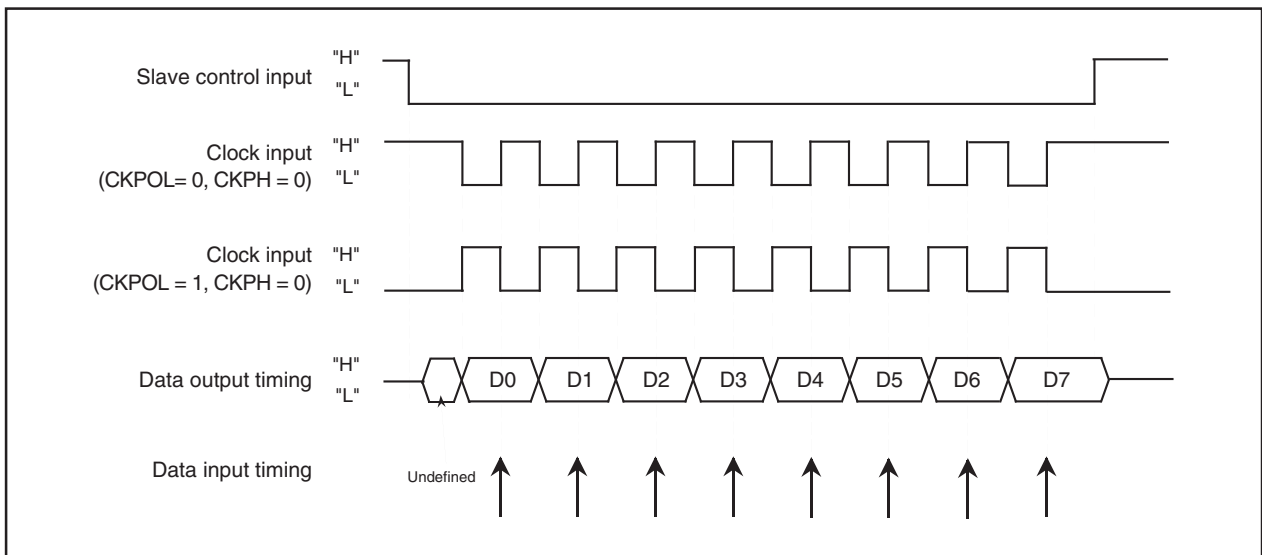 "H"
Slave control input
"L"
Clock input "H"
(CKPOL= 0, CKPH = 0) "L"
Clock input "H"
(CKPOL = 1, CKPH = 0) "L"
"H"
Data output timing D0 D1 D2 D3 D4 D5 D6 D7
"L"
Data input timing
Undefined